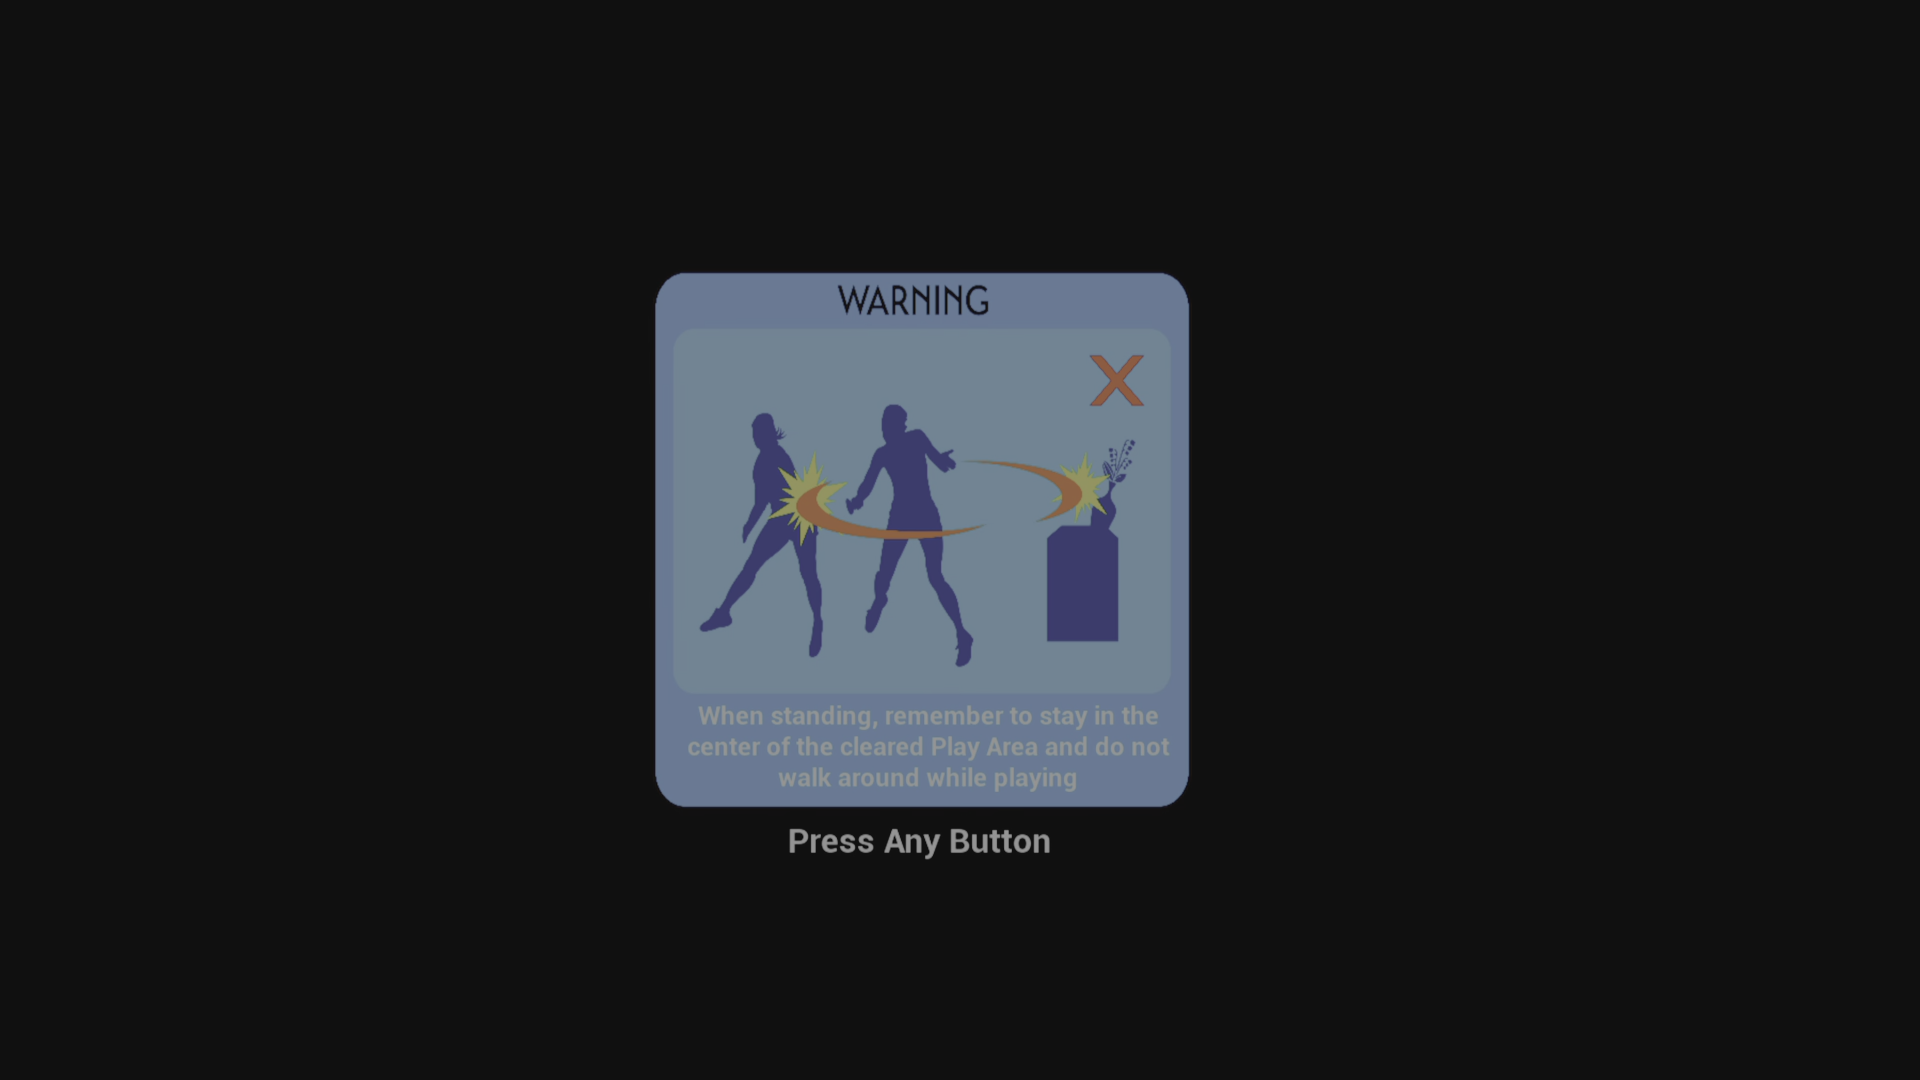 WARNING
When standing, remember to stay in the
center of the cleared Play Area and do not
walk around while playing
Press Any Button